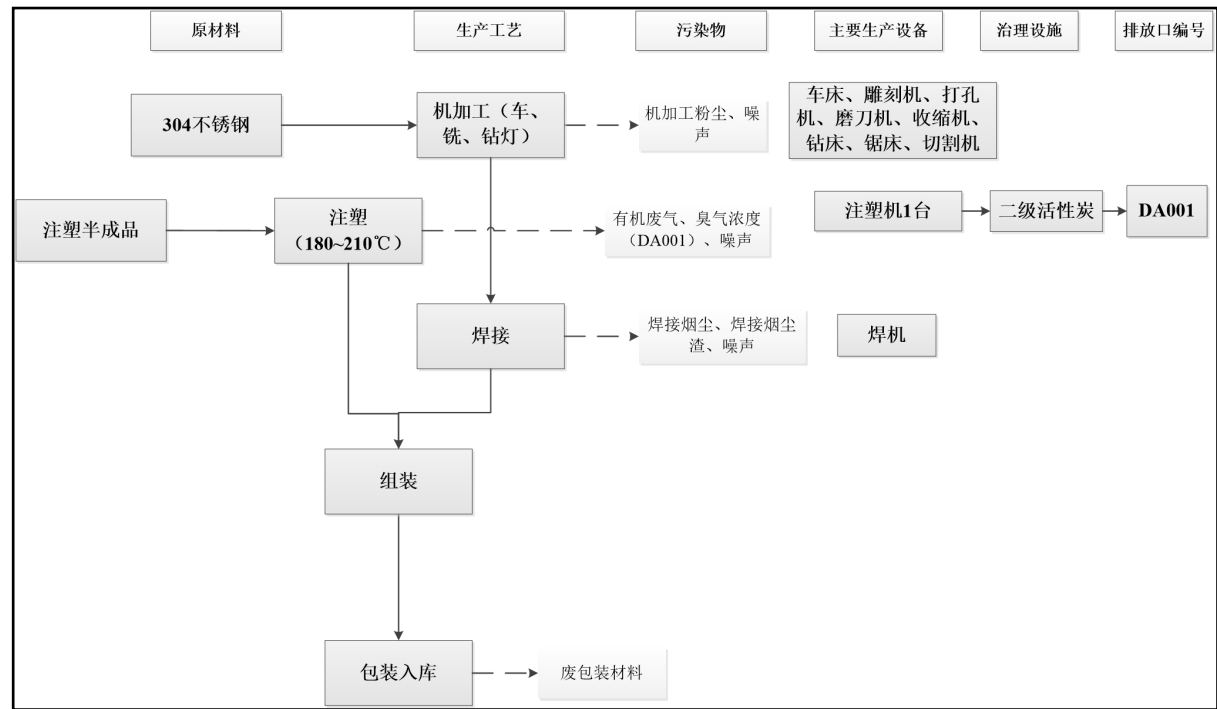 原材料
生产工艺
污染物
主要生产设备
治理设施
排放口编号
304不锈钢
机加工（车、
铣、钻灯）
机加工粉尘、噪
声
车床、雕刻机、打孔
机、磨刀机、收缩机、
钻床、锯床、切割机
注塑半成品
注塑
（180~210℃）
有机废气、臭气浓度
（DA001）、噪声
注塑机1台
二级活性炭
DA001
焊接
焊接烟尘、焊接烟尘
渣、噪声
焊机
组装
包装入库
废包装材料